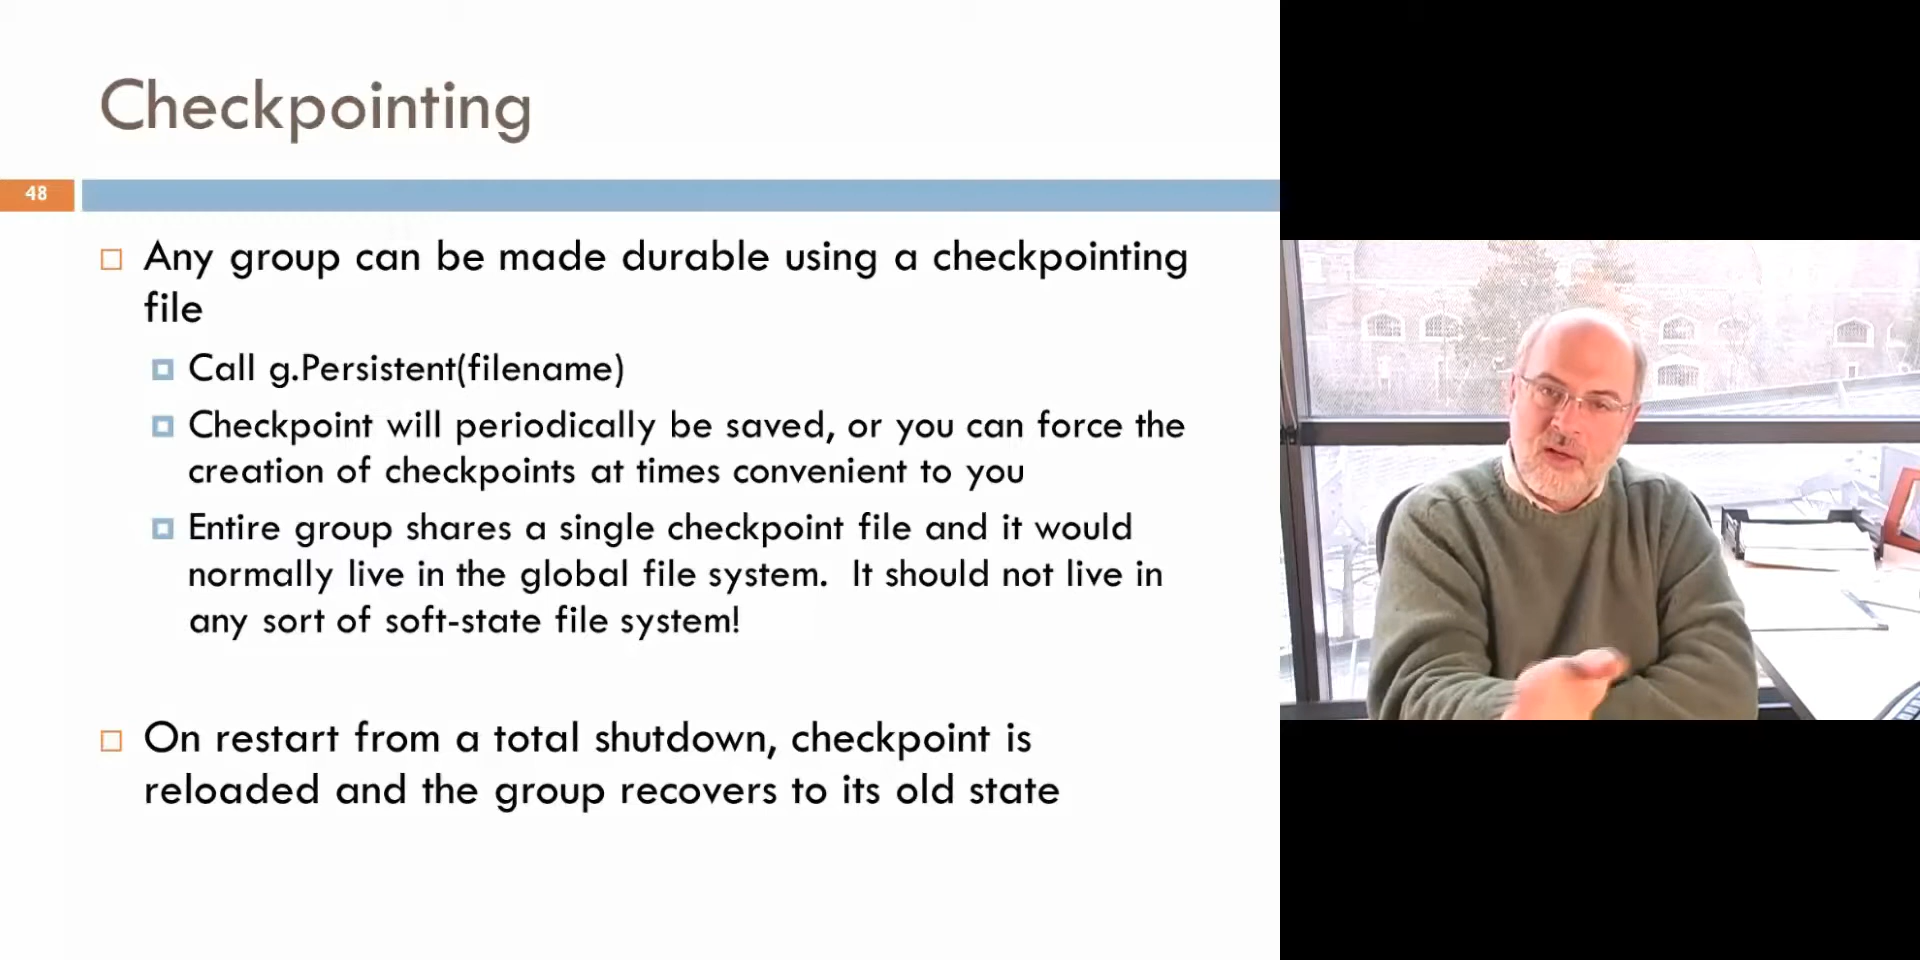 Checkpointing
48
Any group can be made durable using a checkpointing
file
Call g.Persistent(filename)
Checkpoint will periodically be saved, or you can force the
creation of checkpoints at times convenient to you
Entire group shares a single checkpoint file and it would
normally live in the global file system.  It should not live in
any sort of soft-state file system!
On restart from a total shutdown, checkpoint is
reloaded and the group recovers to its old state